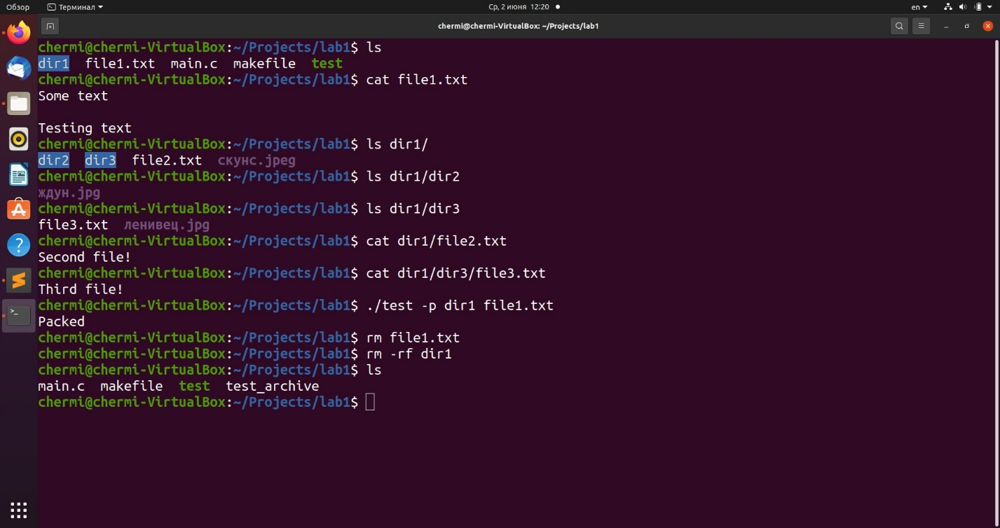 Обзор Терминал Ср, 2 июня 12:20 en
chermi@chermi-VirtualBox: ~/Projects/lab1
chermi@chermi-VirtualBox:~/Projects/lab1$ ls
dir1 file1.txt main.c makefile test
chermi@chermi-VirtualBox:~/Projects/lab1$ cat file1.txt
Some text
Testing text
chermi@chermi-VirtualBox:~/Projects/lab1$ ls dir1/
dir2 dir3 file2.txt скунс.jpeg
chermi@chermi-VirtualBox:~/Projects/lab1$ ls dir1/dir2
ждун.jpg
chermi@chermi-VirtualBox:~/Projects/lab1$ ls dir1/dir3
file3.txt ленивец.jpg
chermi@chermi-VirtualBox:~/Projects/lab1$ cat dir1/file2.txt
Second file!
chermi@chermi-VirtualBox:~/Projects/lab1$ cat dir1/dir3/file3.txt
Third file!
chermi@chermi-VirtualBox:~/Projects/lab1$ ./test -p dir1 file1.txt
Packed
chermi@chermi-VirtualBox:~/Projects/lab1$ rm file1.txt
chermi@chermi-VirtualBox:~/Projects/lab1$ rm -rf dir1
chermi@chermi-VirtualBox:~/Projects/lab1$ ls
main.c makefile test test_archive
chermi@chermi-VirtualBox:~/Projects/lab1$